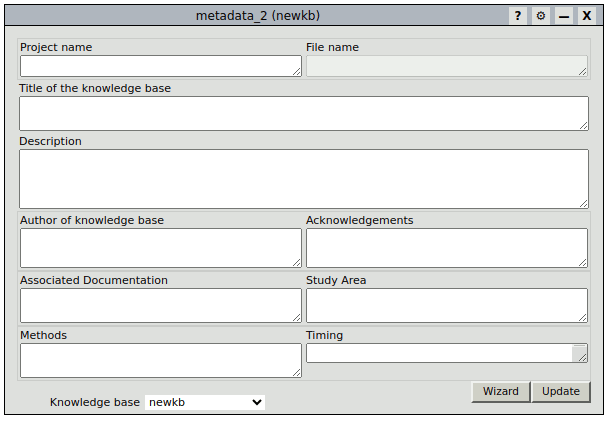 metadata_2 (newkb) ? ⚙ – X
Project name File name
Title of the knowledge base
Description
Author of knowledge base Acknowledgements
Associated Documentation Study Area
Methods Timing
Wizard Update
Knowledge base newkb